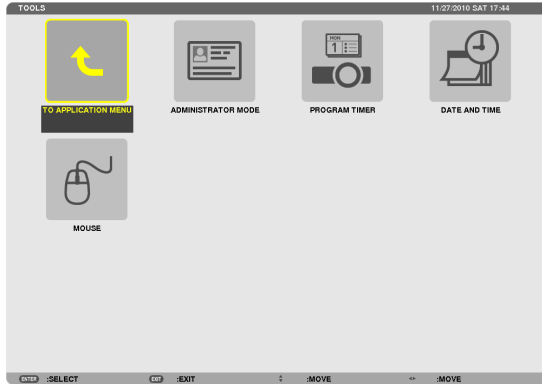 TOOLS 11/27/2010 SAT 17:44
MON
1
TO APPLICATION MENU ADMINISTRATOR MODE PROGRAM TIMER DATE AND TIME
MOUSE
ENTER :SELECT EXIT :EXIT :MOVE :MOVE